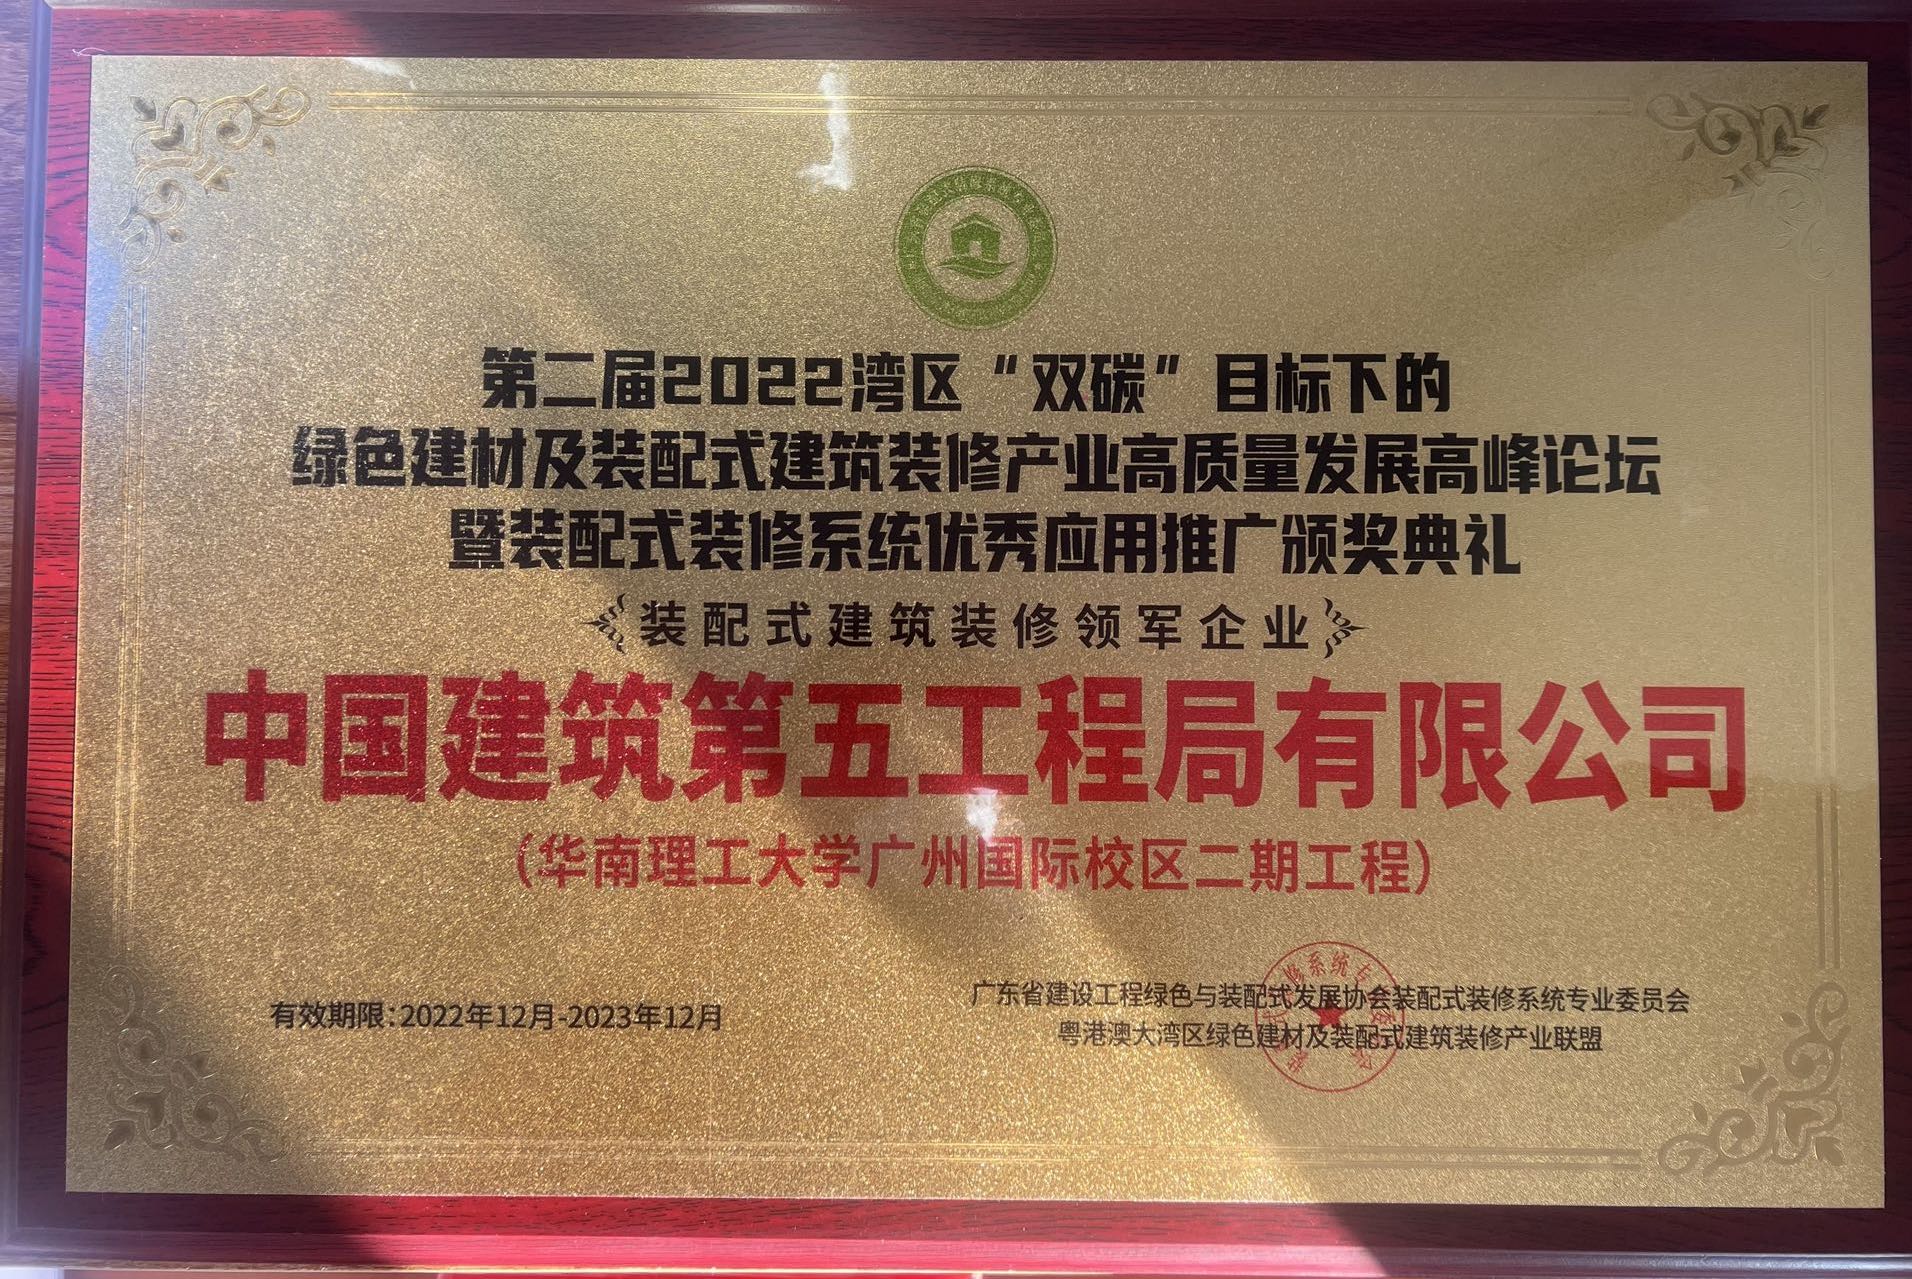 第二届2022湾区“双碳”目标下的
绿色建材及装配式建筑装修产业高质量发展高峰论坛
暨装配式装修系统优秀应用推广颁奖典礼
装配式建筑装修领军企业
中国建筑第五工程局有限公司
（华南理工大学广州国际校区二期工程）
有效期限：2022年12月-2023年12月
广东省建设工程绿色与装配式发展协会装配式装修系统专业委员会
粤港澳大湾区绿色建材及装配式建筑装修产业联盟
修系统专